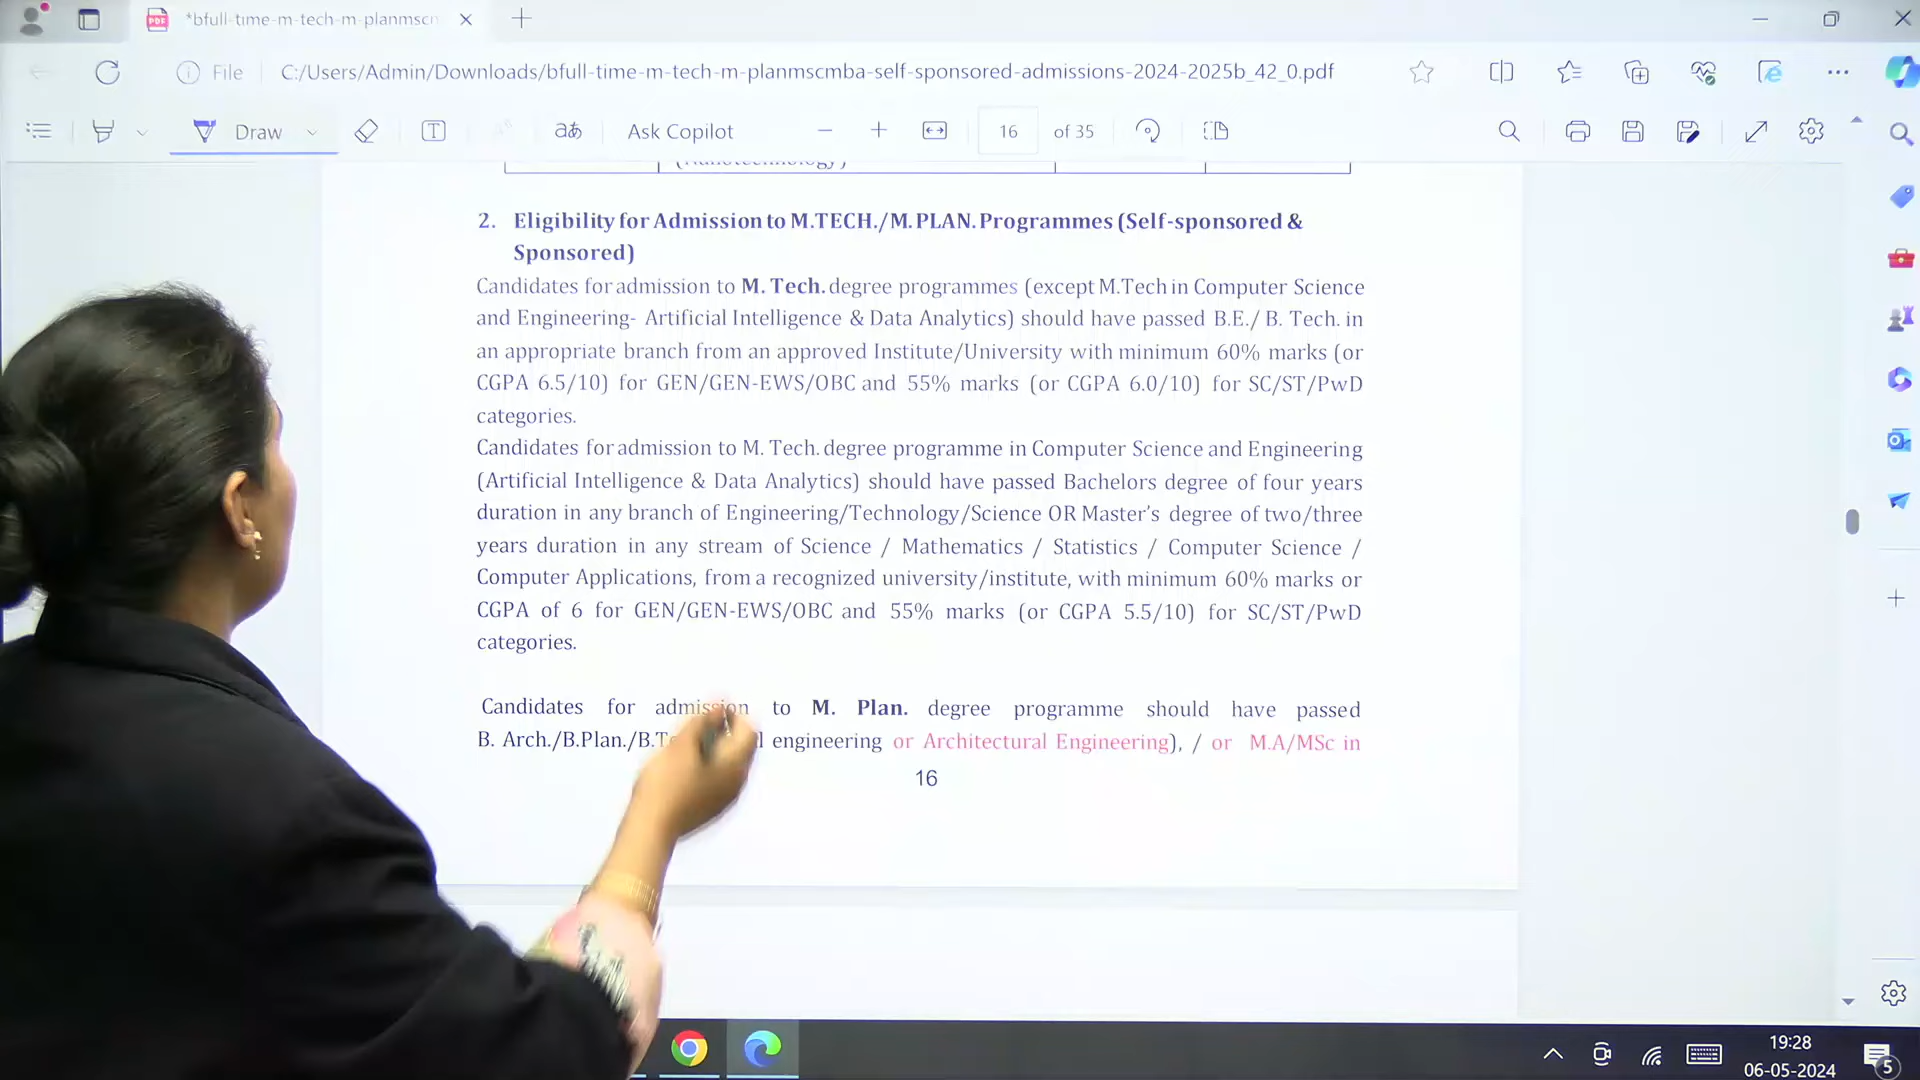 *bfull-time-m-tech-m-planmscm
File
C:/Users/Admin/Downloads/bfull-time-m-tech-m-planmscmba-self-sponsored-admissions-2024-2025b_42_0.pdf
Draw
Ask Copilot
16 of 35
(Nanotechnology)
2. Eligibility for Admission to M.TECH./M.PLAN.Programmes (Self-sponsored &
Sponsored)
Candidates for admission to M. Tech. degree programmes (except M.Tech in Computer Science
and Engineering- Artificial Intelligence & Data Analytics) should have passed B.E./ B. Tech. in
an appropriate branch from an approved Institute/University with minimum 60% marks (or
CGPA 6.5/10) for GEN/GEN-EWS/OBC and 55% marks (or CGPA 6.0/10) for SC/ST/PwD
categories.
Candidates for admission to M. Tech. degree programme in Computer Science and Engineering
(Artificial Intelligence & Data Analytics) should have passed Bachelors degree of four years
duration in any branch of Engineering/Technology/Science OR Master's degree of two/three
years duration in any stream of Science / Mathematics / Statistics / Computer Science /
Computer Applications, from a recognized university/institute, with minimum 60% marks or
CGPA of 6 for GEN/GEN-EWS/OBC and 55% marks (or CGPA 5.5/10) for SC/ST/PwD
categories.
Candidates for admission to M. Plan. degree programme should have passed
B. Arch./B.Plan./B.Te engineering or Architectural Engineering), / or M.A/MSc in
16
19:28
06-05-2024
5